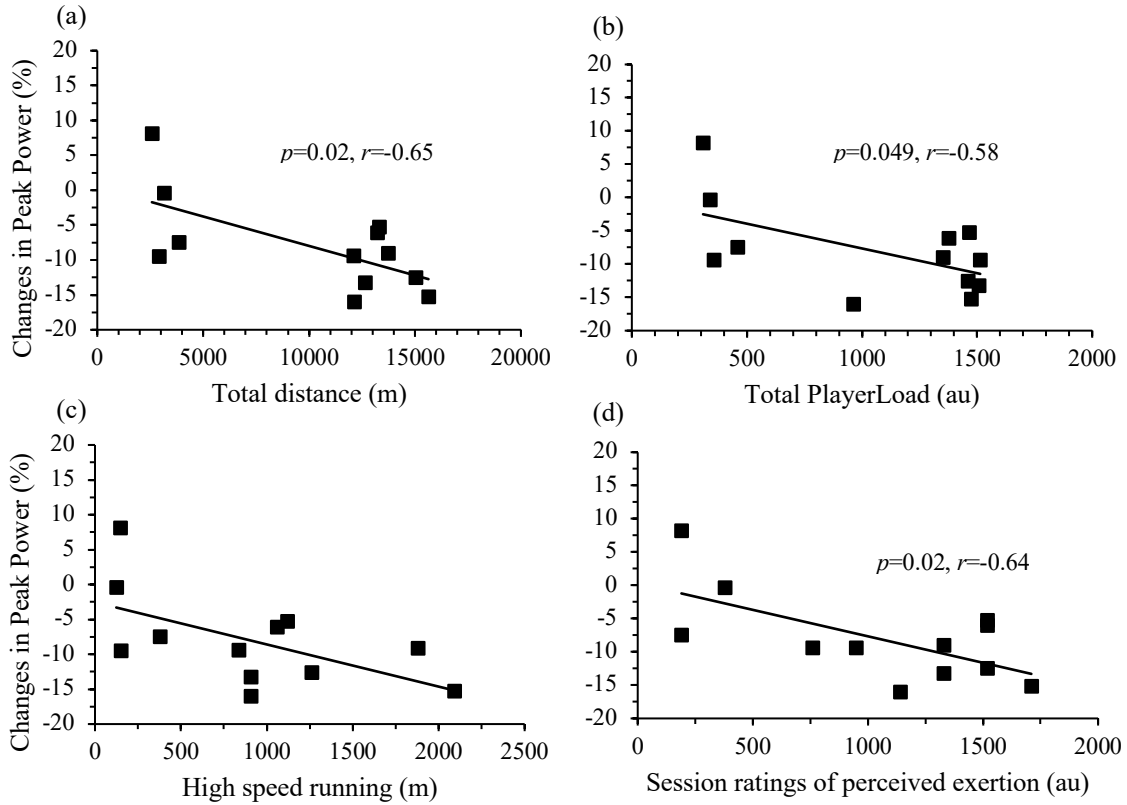 (a)
Changes in Peak Power (%)
20
15
10
5
0
-5
-10
-15
-20
p=0.02, r=-0.65
0 5000 10000 15000 20000
Total distance (m)
(b)
20
15
10
5
0
-5
-10
-15
-20
p=0.049, r=-0.58
0 500 1000 1500 2000
Total PlayerLoad (au)
(c)
Changes in Peak Power (%)
20
15
10
5
0
-5
-10
-15
-20
0 500 1000 1500 2000 2500
High speed running (m)
(d)
20
15
10
5
0
-5
-10
-15
-20
p=0.02, r=-0.64
0 500 1000 1500 2000
Session ratings of perceived exertion (au)